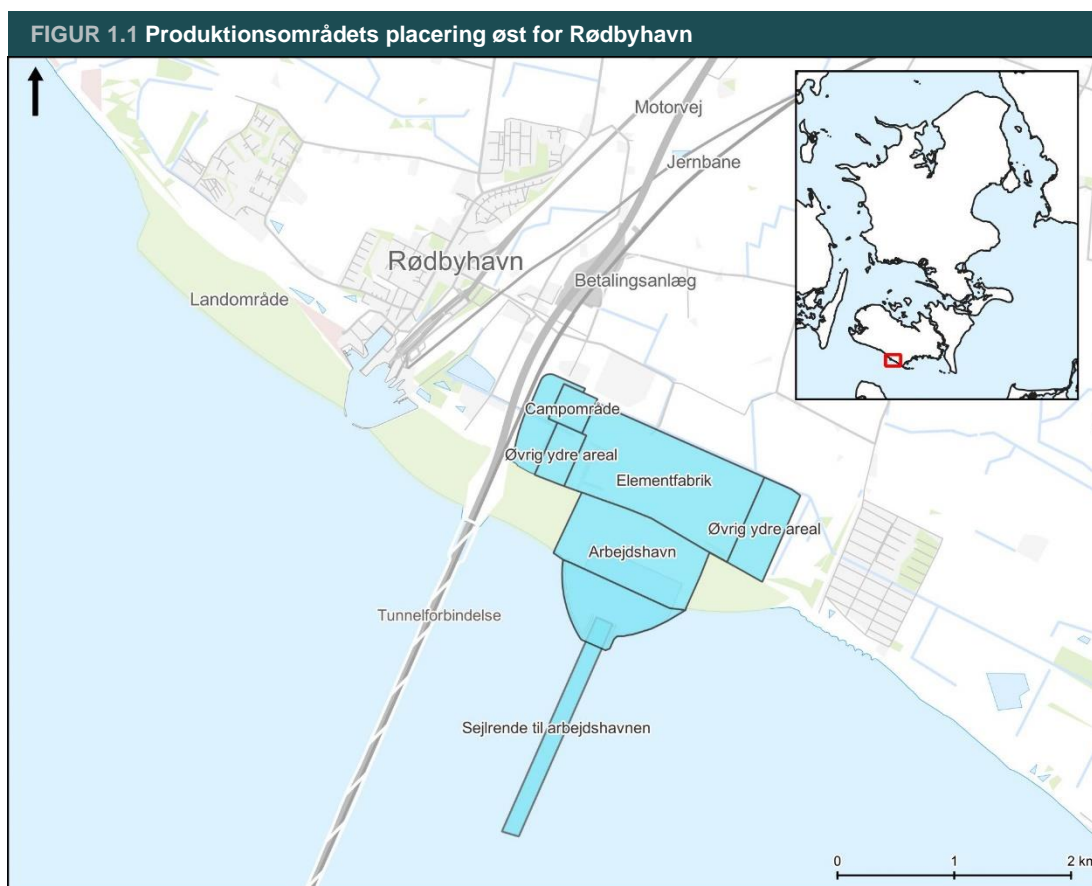 FIGUR 1.1 Produktionsområdets placering øst for Rødbyhavn
Motorvej
Jernbane
Rødbyhavn
Betalingsanlæg
Landområde
Campområde
Øvrig ydre areal
Elementfabrik
Øvrig ydre areal
Arbejdshavn
Tunnelforbindelse
Sejlrende til arbejdshavnen
0 1 2 km